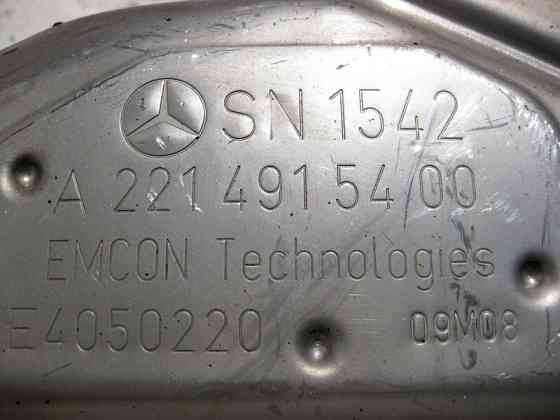 SN 1542
A 221 491 54 00
EMCON Technologies
E4050220 09M08